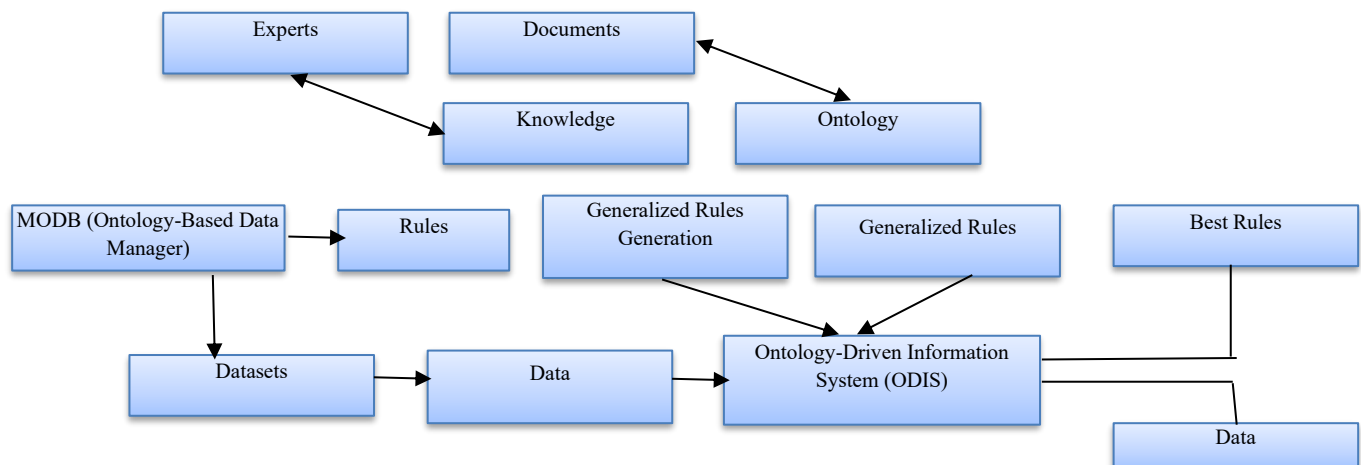 Experts
Documents
Knowledge
Ontology
MODB (Ontology-Based Data
Manager)
Rules
Generalized Rules
Generation
Generalized Rules
Best Rules
Datasets
Data
Ontology-Driven Information
System (ODIS)
Data